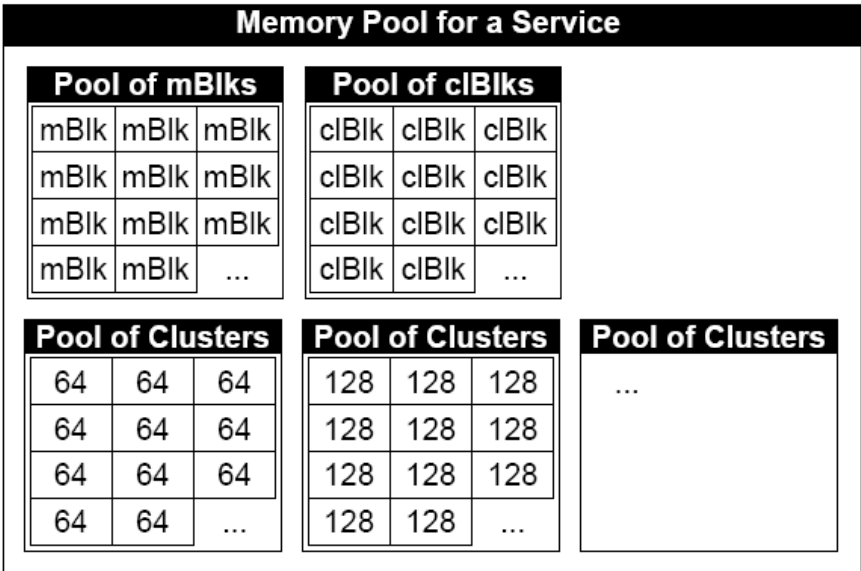 Memory Pool for a Service
Pool of mBlks Pool of clBlks
mBlk mBlk mBlk clBlk clBlk clBlk
mBlk mBlk mBlk clBlk clBlk clBlk
mBlk mBlk mBlk clBlk clBlk clBlk
mBlk mBlk ... clBlk clBlk ...
Pool of Clusters Pool of Clusters Pool of Clusters
64 64 64 128 128 128 ...
64 64 64 128 128 128
64 64 64 128 128 128
64 64 ... 128 128 ...